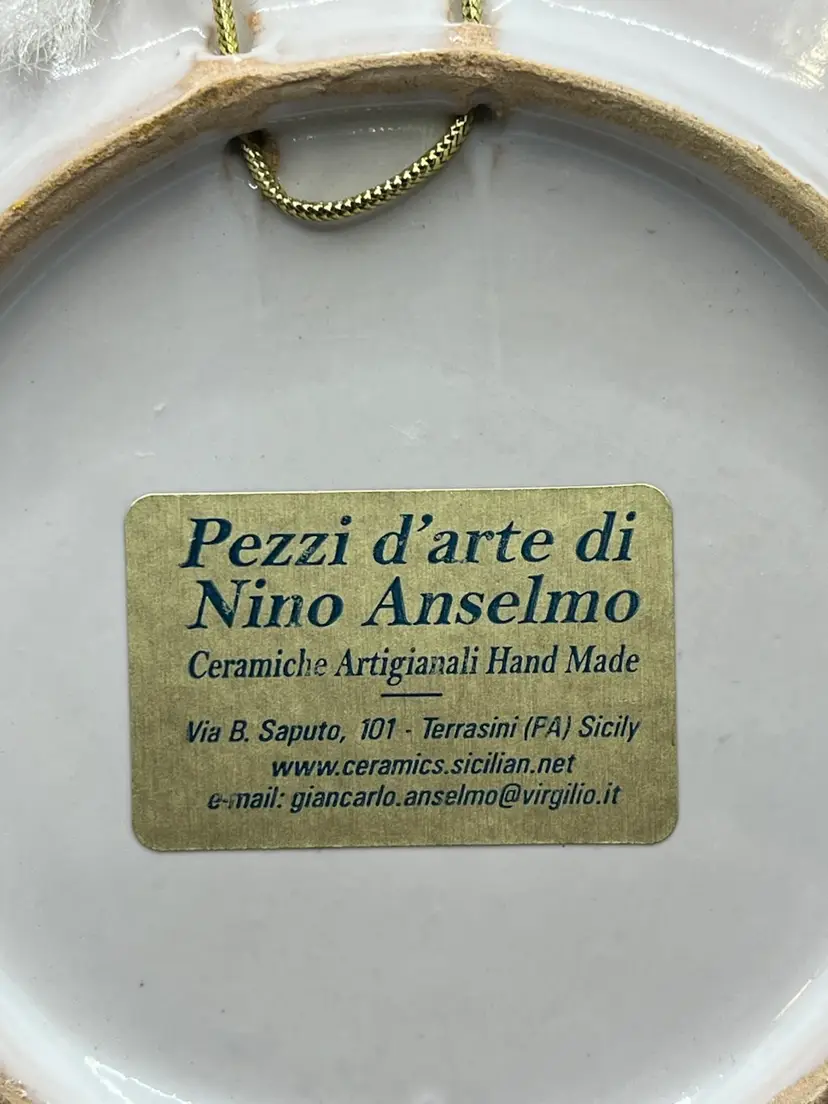 Pezzi d'arte di
Nino Anselmo
Ceramiche Artigianali Hand Made
Via B. Saputo, 101 - Terrasini (PA) Sicily
www.ceramics.sicilian.net
e-mail: giancarlo.anselmo@virgilio.it